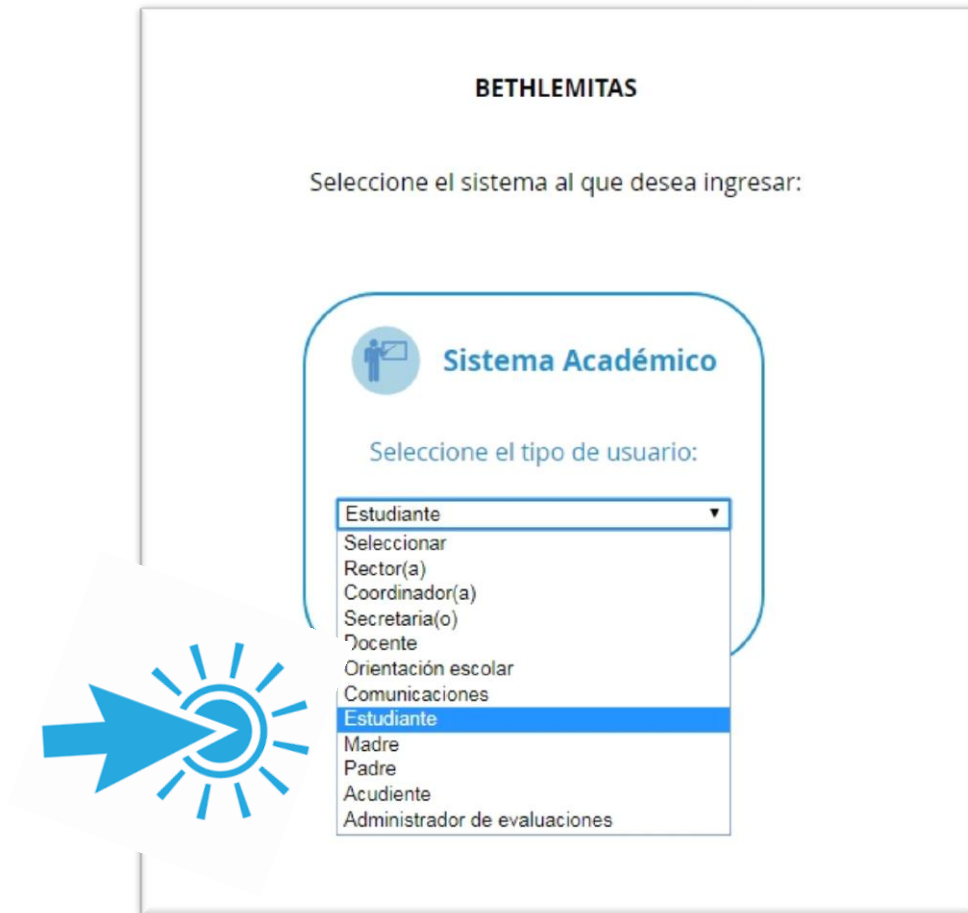 BETHLEMITAS
Seleccione el sistema al que desea ingresar:
Sistema Académico
Seleccione el tipo de usuario:
Estudiante
Seleccionar
Rector(a)
Coordinador(a)
Secretaria(o)
Docente
Orientación escolar
Comunicaciones
Estudiante
Madre
Padre
Acudiente
Administrador de evaluaciones